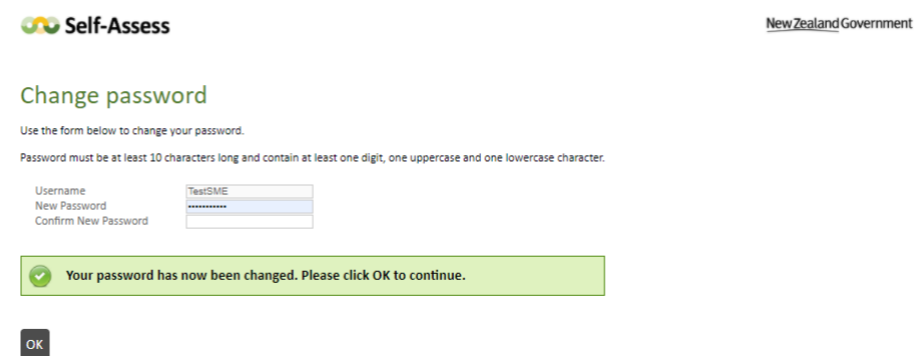 Self-Assess
New Zealand Government
Change password
Use the form below to change your password.
Password must be at least 10 characters long and contain at least one digit, one uppercase and one lowercase character.
Username TestSME
New Password •••••••••••
Confirm New Password
Your password has now been changed. Please click OK to continue.
OK